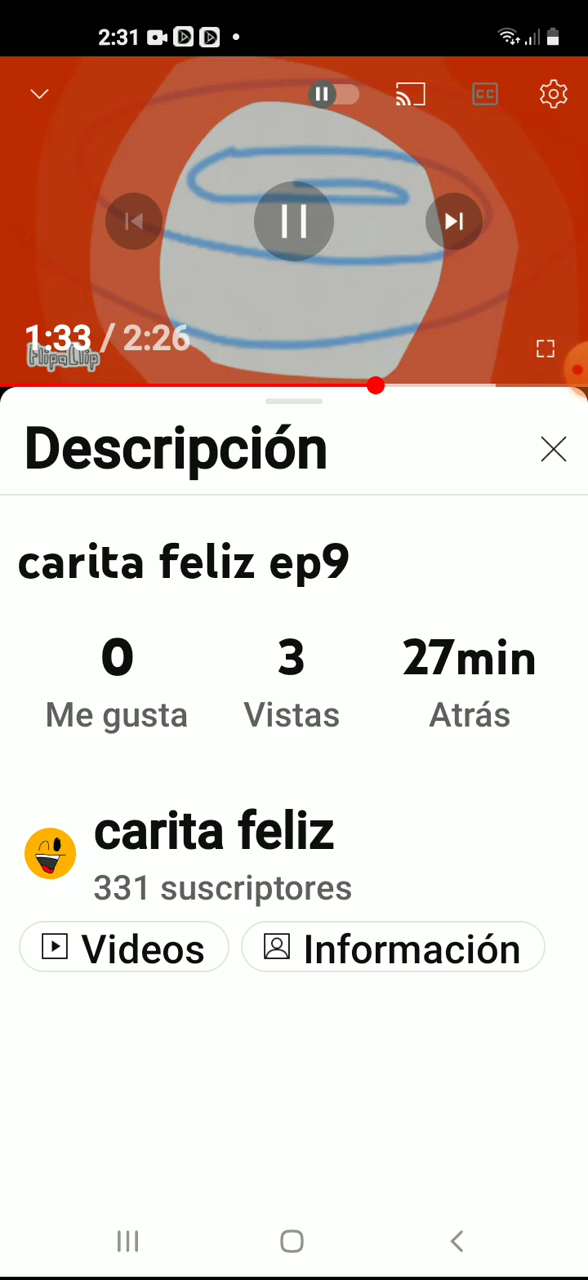 2:31
CC
1:33 / 2:26
FlipaClip
Descripción
carita feliz ep9
0 3 27min
Me gusta Vistas Atrás
carita feliz
331 suscriptores
Videos Información